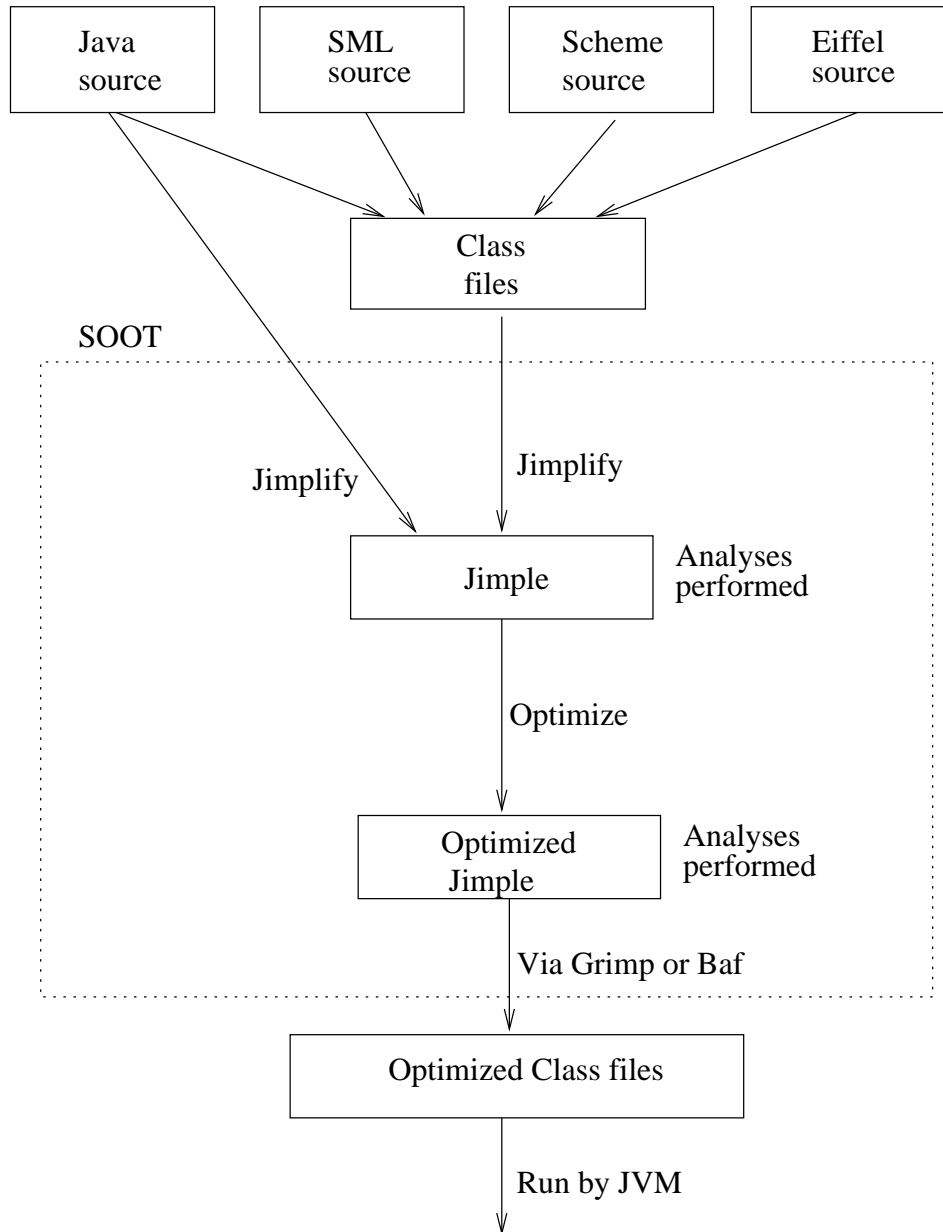 Java
source
SML
source
Scheme
source
Eiffel
source
Class
files
SOOT
Jimplify
Jimplify
Jimple
Analyses
performed
Optimize
Optimized
Jimple
Analyses
performed
Via Grimp or Baf
Optimized Class files
Run by JVM